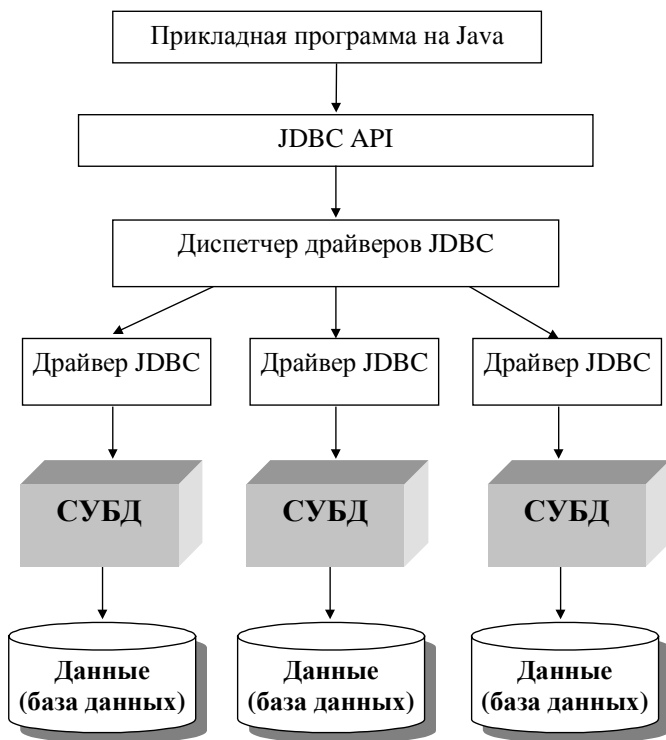 Прикладная программа на Java
JDBC API
Диспетчер драйверов JDBC
Драйвер JDBC
Драйвер JDBC
Драйвер JDBC
СУБД
СУБД
СУБД
Данные
(база данных)
Данные
(база данных)
Данные
(база данных)